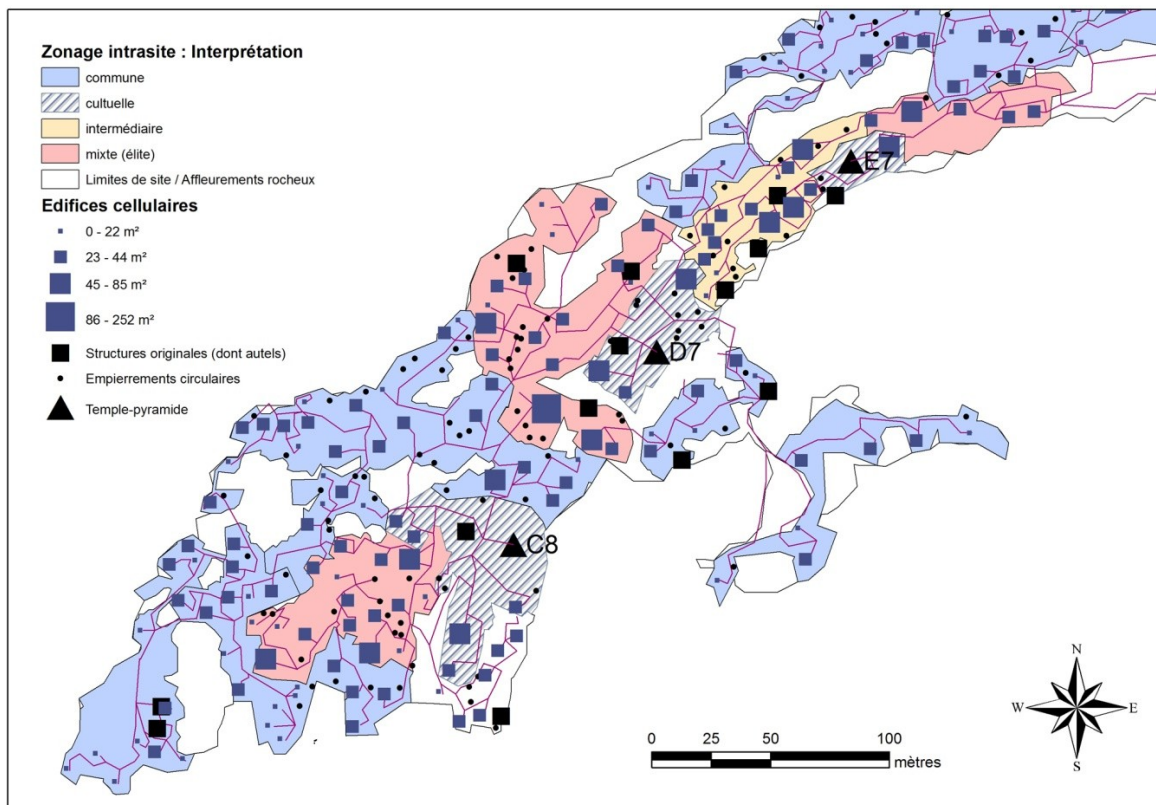 Zonage intrasite : Interprétation
commune
cultuelle
intermédiaire
mixte (élite)
Limites de site / Affleurements rocheux
Edifices cellulaires
0 - 22 m²
23 - 44 m²
45 - 85 m²
86 - 252 m²
Structures originales (dont autels)
Empierrements circulaires
Temple-pyramide
E7
D7
C8
N
W E
S
0 25 50 100
mètres